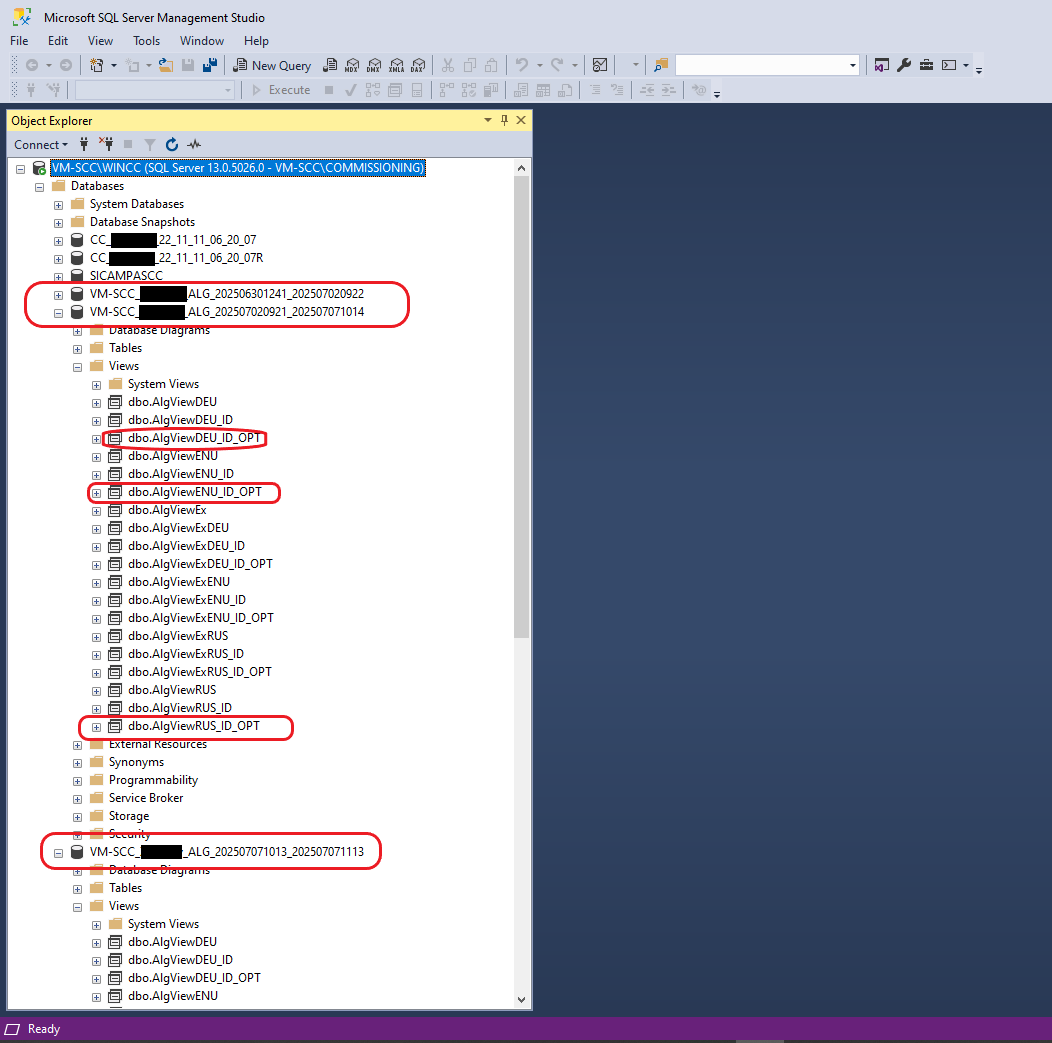 Microsoft SQL Server Management Studio
File Edit View Tools Window Help
New Query MDX DMX XMLA DAX
Execute
Object Explorer
Connect
VM-SCC\WINCC (SQL Server 13.0.5026.0 - VM-SCC\COMMISSIONING)
Databases
System Databases
Database Snapshots
CC_ _22_11_11_06_20_07
CC_ _22_11_11_06_20_07R
SICAMPASCC
VM-SCC_ _ALG_202506301241_202507020922
VM-SCC_ _ALG_202507020921_202507071014
Database Diagrams
Tables
Views
System Views
dbo.AlgViewDEU
dbo.AlgViewDEU_ID
dbo.AlgViewDEU_ID_OPT
dbo.AlgViewENU
dbo.AlgViewENU_ID
dbo.AlgViewENU_ID_OPT
dbo.AlgViewEx
dbo.AlgViewExDEU
dbo.AlgViewExDEU_ID
dbo.AlgViewExDEU_ID_OPT
dbo.AlgViewExENU
dbo.AlgViewExENU_ID
dbo.AlgViewExENU_ID_OPT
dbo.AlgViewExRUS
dbo.AlgViewExRUS_ID
dbo.AlgViewExRUS_ID_OPT
dbo.AlgViewRUS
dbo.AlgViewRUS_ID
dbo.AlgViewRUS_ID_OPT
External Resources
Synonyms
Programmability
Service Broker
Storage
Security
VM-SCC_ _ALG_202507071013_202507071113
Database Diagrams
Tables
Views
System Views
dbo.AlgViewDEU
dbo.AlgViewDEU_ID
dbo.AlgViewDEU_ID_OPT
dbo.AlgViewENU
Ready